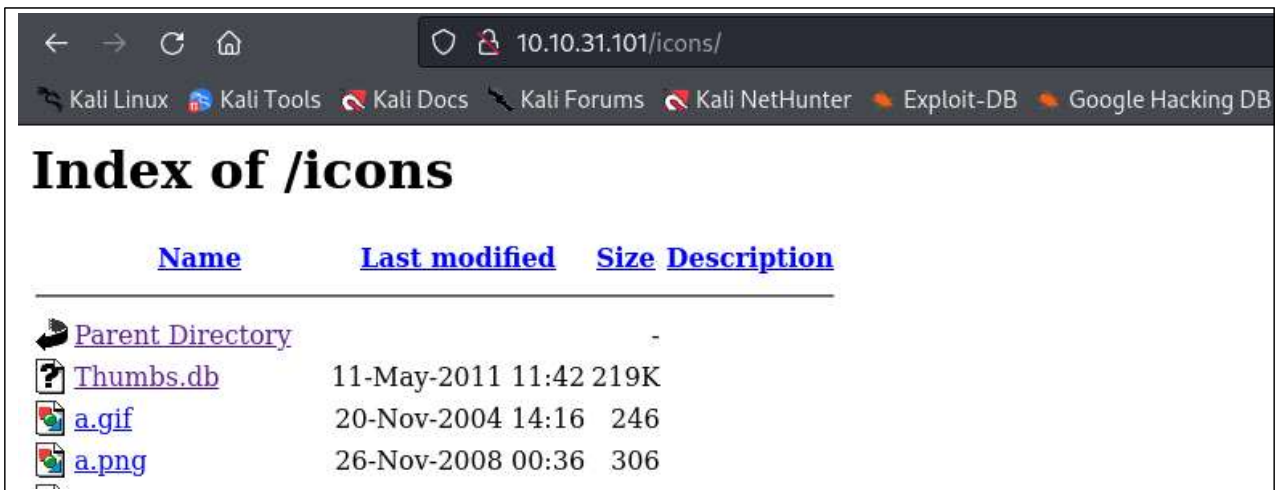 10.10.31.101/icons/
Kali Linux Kali Tools Kali Docs Kali Forums Kali NetHunter Exploit-DB Google Hacking DB
Index of /icons
Name Last modified Size Description
Parent Directory -
Thumbs.db 11-May-2011 11:42 219K
a.gif 20-Nov-2004 14:16 246
a.png 26-Nov-2008 00:36 306